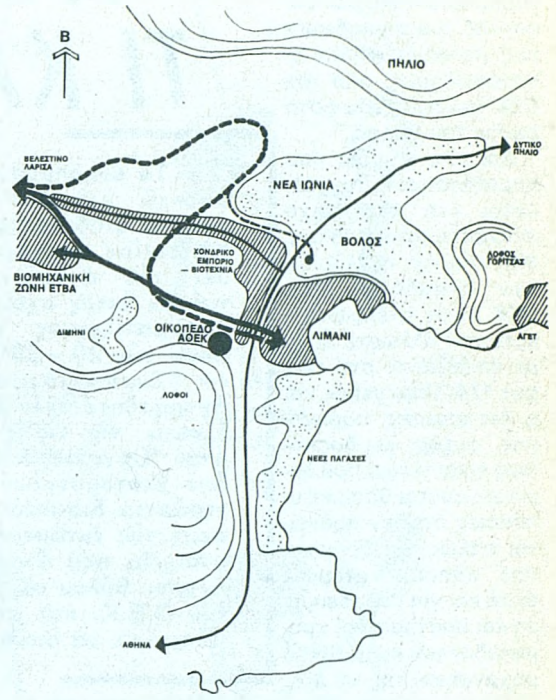 Β
ΠΗΛΙΟ
ΔΥΤΙΚΟ
ΠΗΛΙΟ
ΒΕΛΕΣΤΙΝΟ
ΛΑΡΙΣΑ
ΝΕΑ ΙΩΝΙΑ
ΒΟΛΟΣ
ΧΟΝΔΡΙΚΟ
ΕΜΠΟΡΙΟ
– ΒΙΟΤΕΧΝΙΑ
ΛΟΦΟΣ
ΓΟΡΙΤΣΑΣ
ΒΙΟΜΗΧΑΝΙΚΗ
ΖΩΝΗ ΕΤΒΑ
ΔΙΜΗΝΙ
ΟΙΚΟΠΕΔΟ
ΑΟΕΚ
ΛΙΜΑΝΙ
ΑΓΕΤ
ΛΟΦΟΙ
ΝΕΕΣ ΠΑΓΑΣΕΣ
ΑΘΗΝΑ